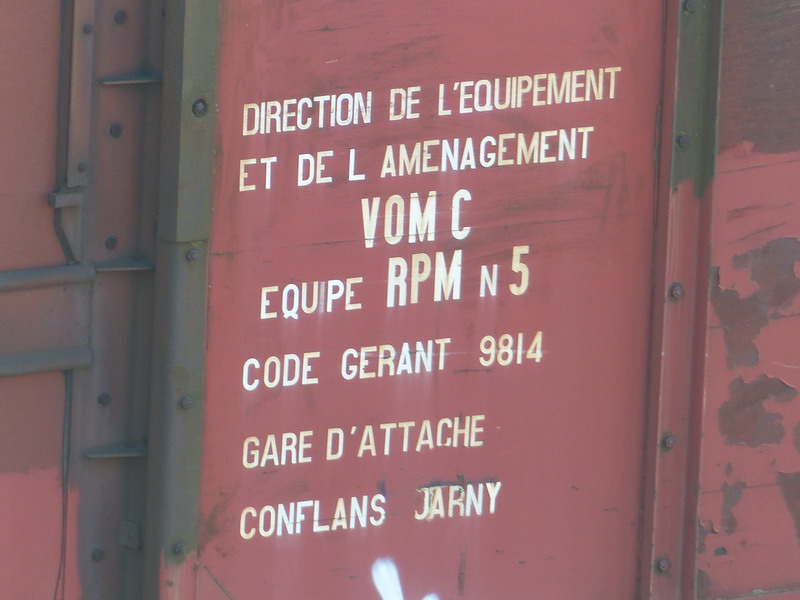 DIRECTION DE L'EQUIPEMENT
ET DE L AMENAGEMENT
VOM C
EQUIPE RPM N 5
CODE GERANT 9814
GARE D'ATTACHE
CONFLANS JARNY